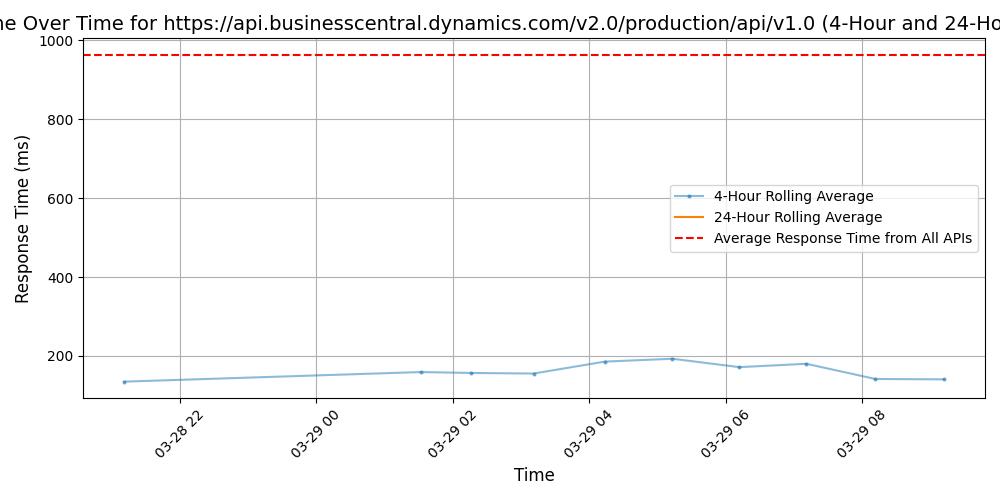 ne Over Time for https://api.businesscentral.dynamics.com/v2.0/production/api/v1.0 (4-Hour and 24-Ho
1000
800
600
400
200
Response Time (ms)
4-Hour Rolling Average
24-Hour Rolling Average
Average Response Time from All APIs
03-28 22
03-29 00
03-29 02
03-29 04
03-29 06
03-29 08
Time